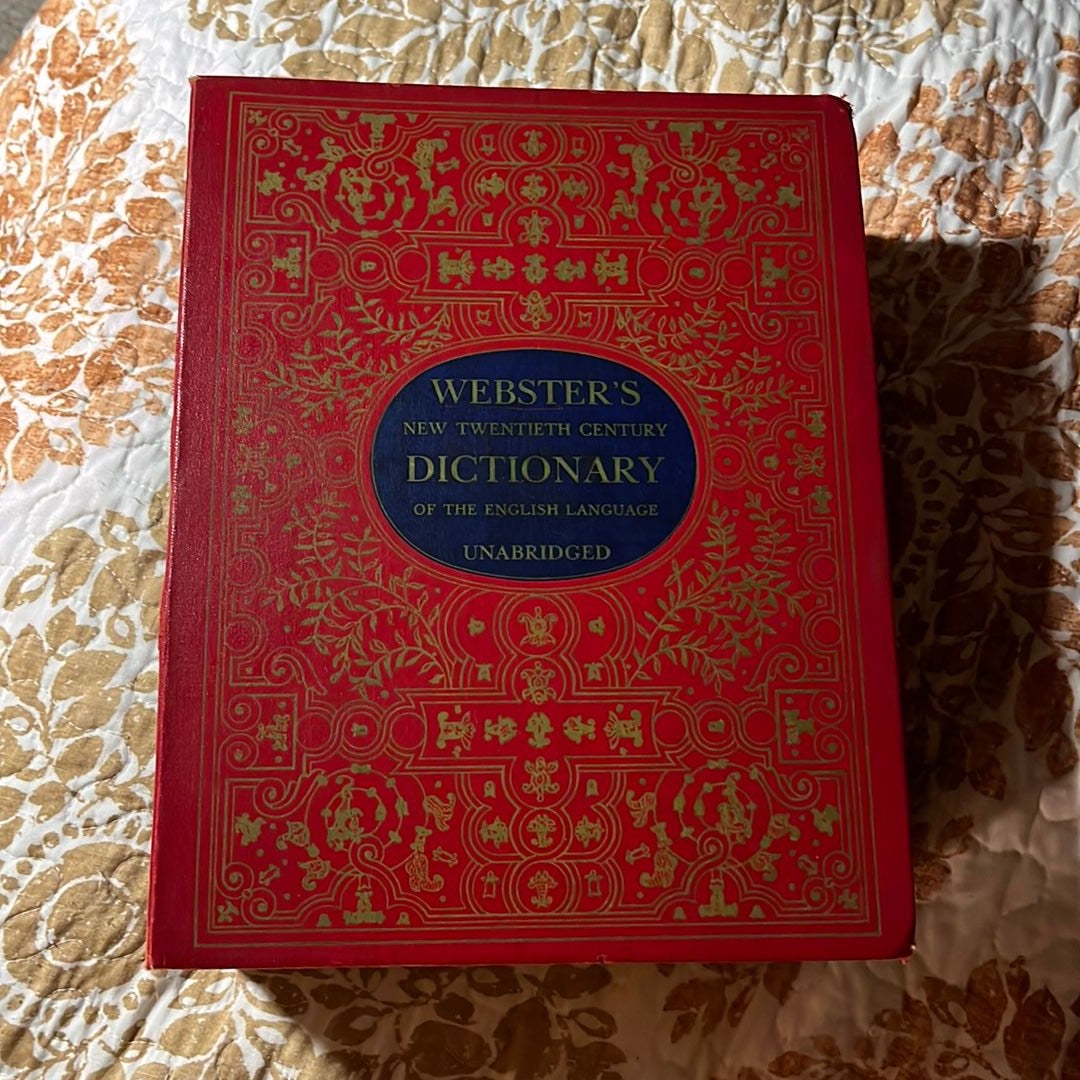 WEBSTER'S
NEW TWENTIETH CENTURY
DICTIONARY
OF THE ENGLISH LANGUAGE
UNABRIDGED